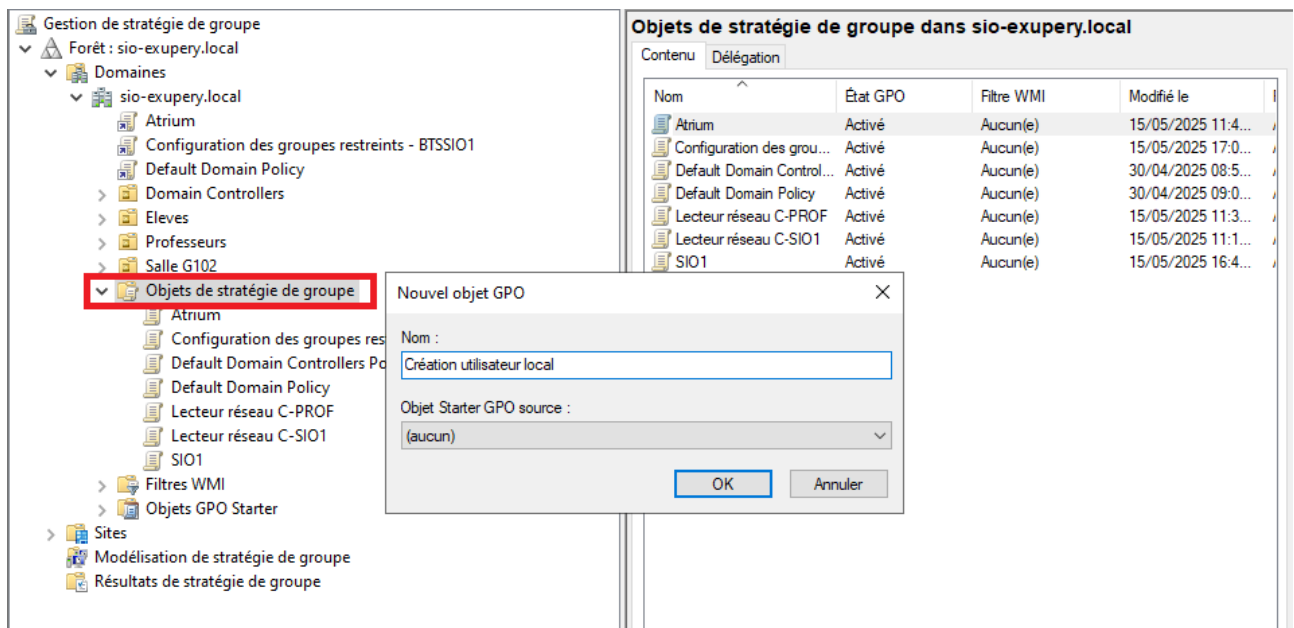 Gestion de stratégie de groupe
Forêt : sio-exupery.local
Domaines
sio-exupery.local
Atrium
Configuration des groupes restreints - BTSSIO1
Default Domain Policy
Domain Controllers
Eleves
Professeurs
Salle G102
Objets de stratégie de groupe
Atrium
Configuration des groupes res
Default Domain Controllers Po
Default Domain Policy
Lecteur réseau C-PROF
Lecteur réseau C-SIO1
SIO1
Filtres WMI
Objets GPO Starter
Sites
Modélisation de stratégie de groupe
Résultats de stratégie de groupe
Objets de stratégie de groupe dans sio-exupery.local
Contenu Délégation
Nom État GPO Filtre WMI Modifié le
Atrium Activé Aucun(e) 15/05/2025 11:4...
Configuration des grou... Activé Aucun(e) 15/05/2025 17:0...
Default Domain Control... Activé Aucun(e) 30/04/2025 08:5...
Default Domain Policy Activé Aucun(e) 30/04/2025 09:0...
Lecteur réseau C-PROF Activé Aucun(e) 15/05/2025 11:3...
Lecteur réseau C-SIO1 Activé Aucun(e) 15/05/2025 11:1...
SIO1 Activé Aucun(e) 15/05/2025 16:4...
Nouvel objet GPO
Nom :
Création utilisateur local
Objet Starter GPO source :
(aucun)
OK Annuler